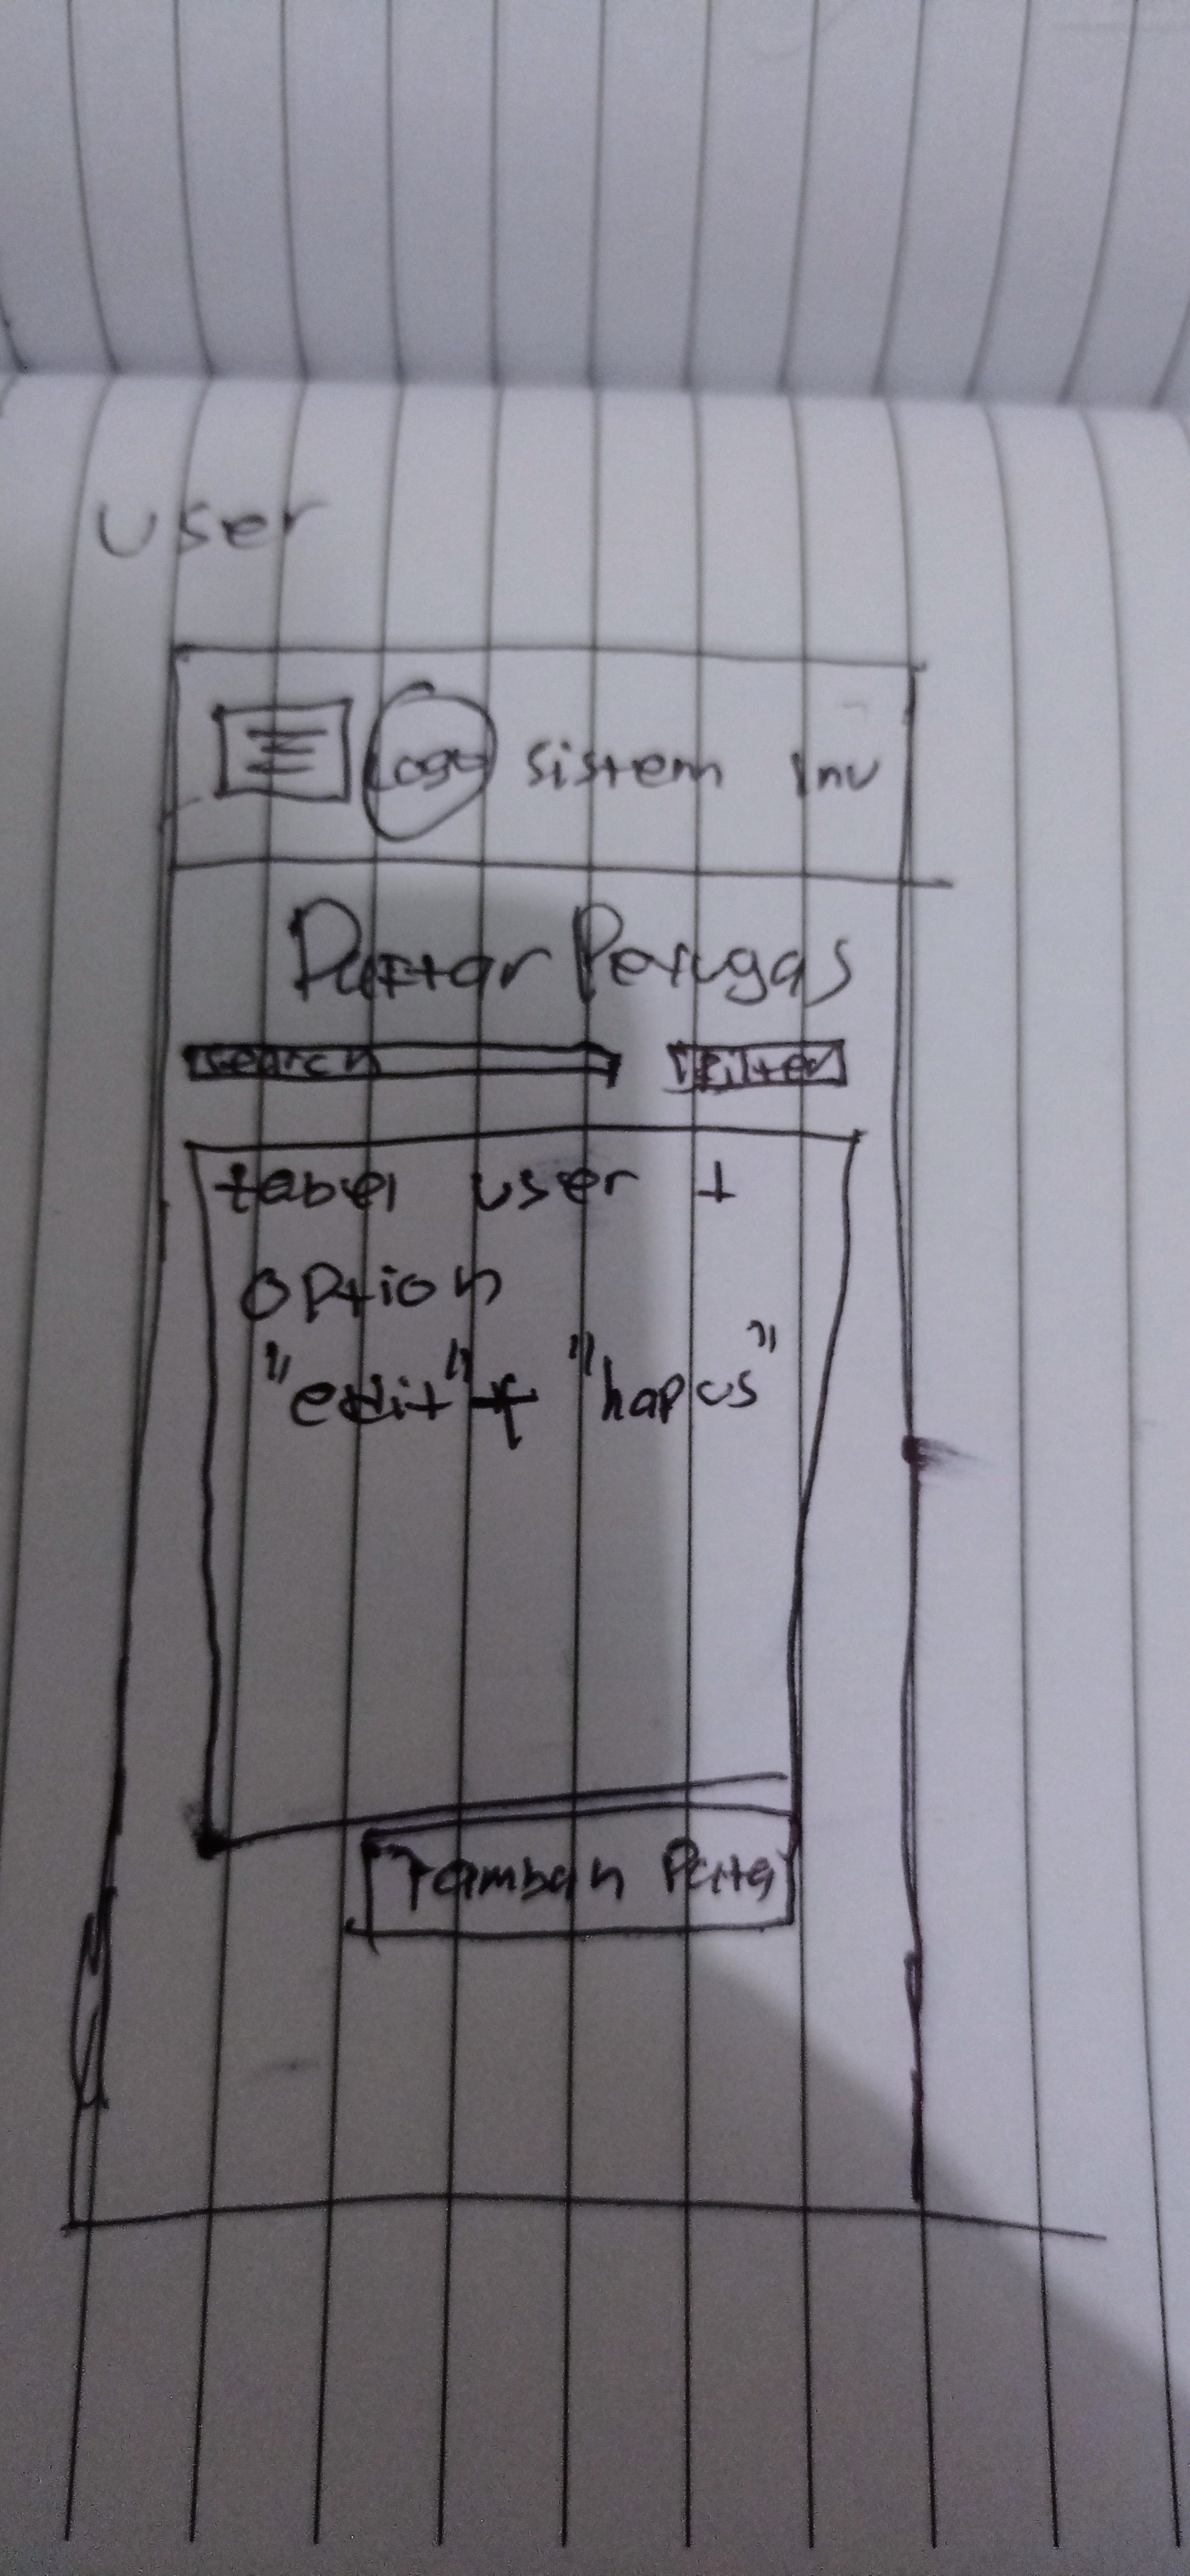 User
Logo sistem Inv
Daftar Petugas
search Filter
tabel user +
option
"edit" + "hapus"
Tambah Petug